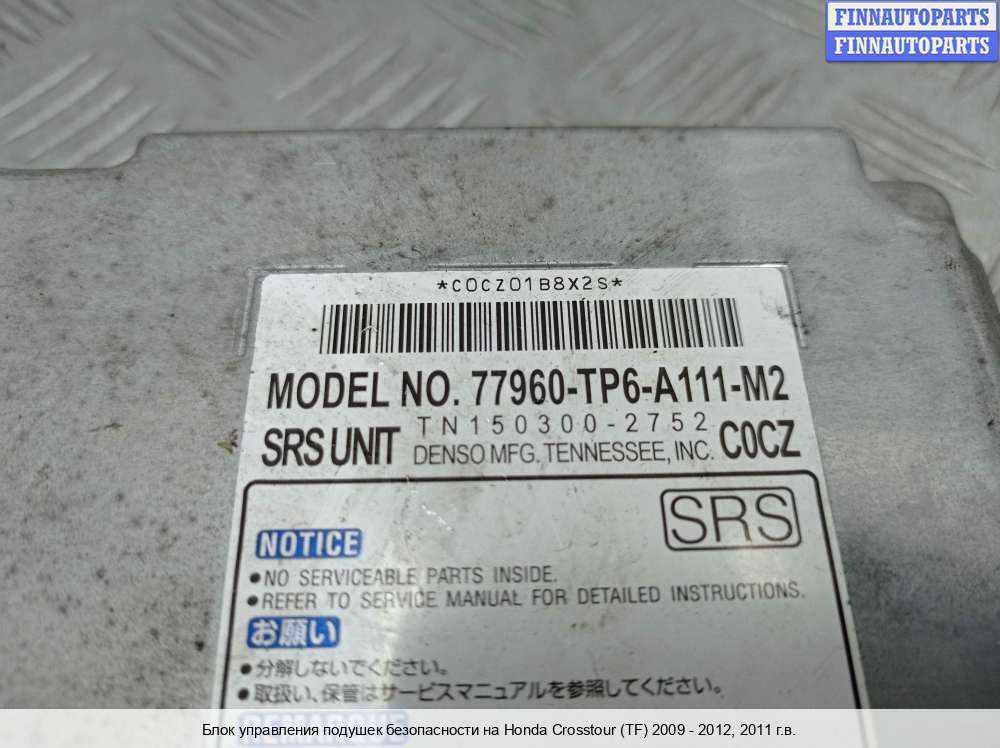 FINNAUTOPARTS
FINNAUTOPARTS
*C0CZ01B8X2S*
MODEL NO. 77960-TP6-A111-M2
TN150300-2752
SRS UNIT DENSO MFG. TENNESSEE, INC. C0CZ
SRS
NOTICE
•NO SERVICEABLE PARTS INSIDE.
•REFER TO SERVICE MANUAL FOR DETAILED INSTRUCTIONS.
お願い
•分解しないでください。
•取扱い、保管はサービスマニュアルを参照してください。
REMARQUE
Блок управления подушек безопасности на Honda Crosstour (TF) 2009 - 2012, 2011 г.в.